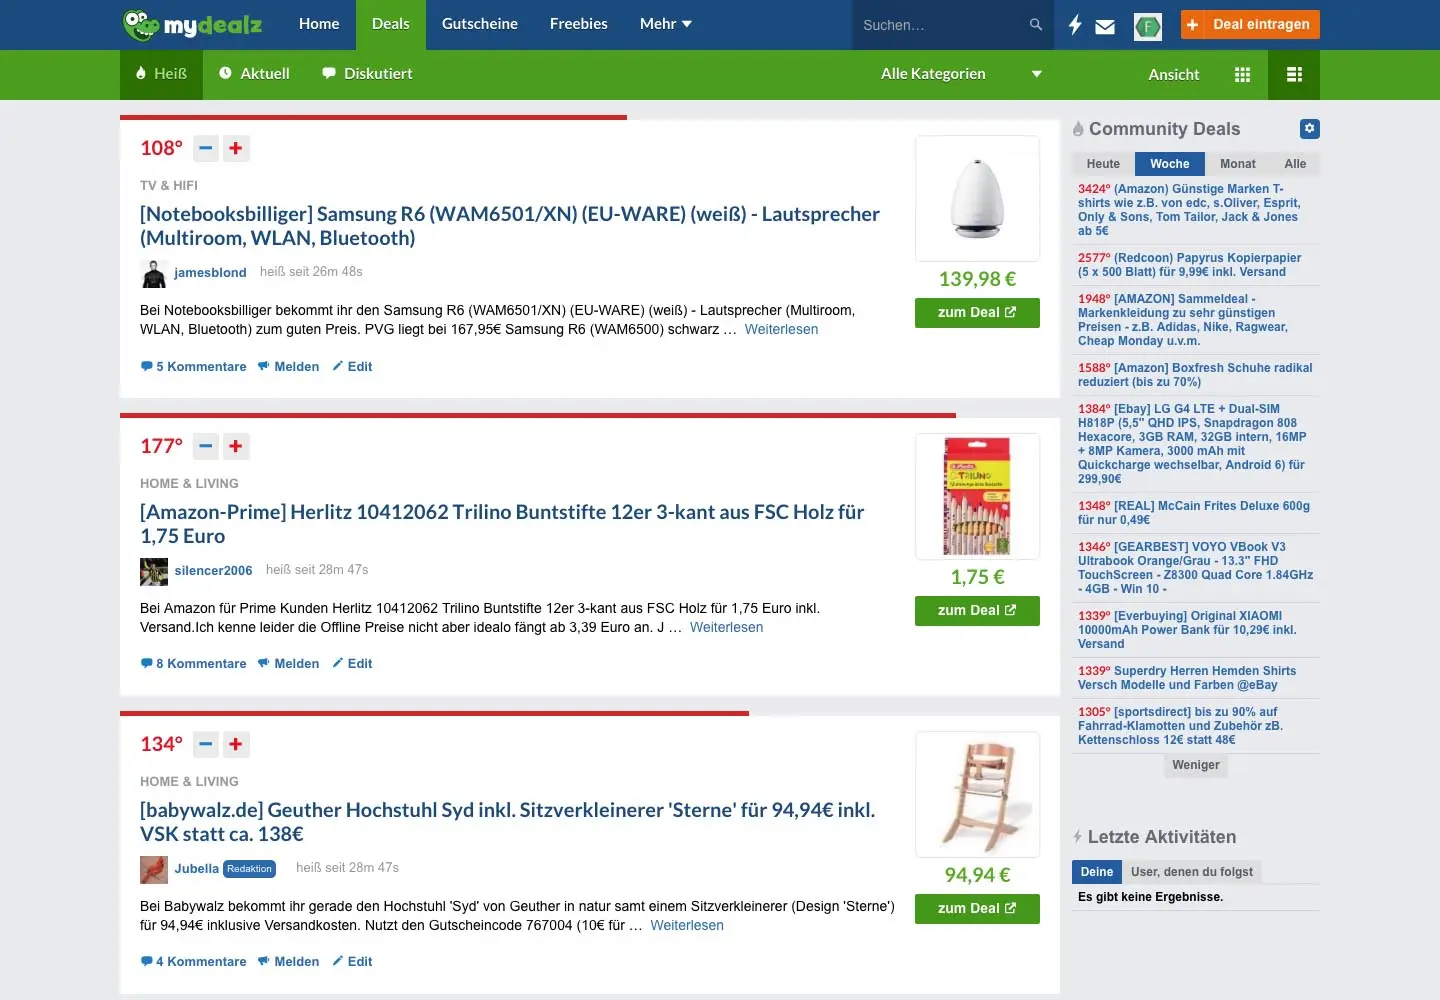 mydealz
Home
Deals
Gutscheine
Freebies
Mehr
Suchen...
F
+ Deal eintragen
Heiß
Aktuell
Diskutiert
Alle Kategorien
Ansicht
108°
TV & HIFI
[Notebooksbilliger] Samsung R6 (WAM6501/XN) (EU-WARE) (weiß) - Lautsprecher
(Multiroom, WLAN, Bluetooth)
jamesblond heiß seit 26m 48s
Bei Notebooksbilliger bekommt ihr den Samsung R6 (WAM6501/XN) (EU-WARE) (weiß) - Lautsprecher (Multiroom,
WLAN, Bluetooth) zum guten Preis. PVG liegt bei 167,95€ Samsung R6 (WAM6500) schwarz ... Weiterlesen
5 Kommentare Melden Edit
139,98 €
zum Deal
177°
HOME & LIVING
[Amazon-Prime] Herlitz 10412062 Trilino Buntstifte 12er 3-kant aus FSC Holz für
1,75 Euro
silencer2006 heiß seit 28m 47s
Bei Amazon für Prime Kunden Herlitz 10412062 Trilino Buntstifte 12er 3-kant aus FSC Holz für 1,75 Euro inkl.
Versand.Ich kenne leider die Offline Preise nicht aber idealo fängt ab 3,39 Euro an. J ... Weiterlesen
8 Kommentare Melden Edit
1,75 €
zum Deal
134°
HOME & LIVING
[babywalz.de] Geuther Hochstuhl Syd inkl. Sitzverkleinerer 'Sterne' für 94,94€ inkl.
VSK statt ca. 138€
Jubella Redaktion heiß seit 28m 47s
Bei Babywalz bekommt ihr gerade den Hochstuhl 'Syd' von Geuther in natur samt einem Sitzverkleinerer (Design 'Sterne')
für 94,94€ inklusive Versandkosten. Nutzt den Gutscheincode 767004 (10€ für ... Weiterlesen
4 Kommentare Melden Edit
94,94 €
zum Deal
Community Deals
Heute Woche Monat Alle
3424° (Amazon) Günstige Marken T-
shirts wie z.B. von edc, s.Oliver, Esprit,
Only & Sons, Tom Tailor, Jack & Jones
ab 5€
2577° (Redcoon) Papyrus Kopierpapier
(5 x 500 Blatt) für 9,99€ inkl. Versand
1948° [AMAZON] Sammeldeal -
Markenkleidung zu sehr günstigen
Preisen - z.B. Adidas, Nike, Ragwear,
Cheap Monday u.v.m.
1588° [Amazon] Boxfresh Schuhe radikal
reduziert (bis zu 70%)
1384° [Ebay] LG G4 LTE + Dual-SIM
H818P (5,5" QHD IPS, Snapdragon 808
Hexacore, 3GB RAM, 32GB intern, 16MP
+ 8MP Kamera, 3000 mAh mit
Quickcharge wechselbar, Android 6) für
299,90€
1348° [REAL] McCain Frites Deluxe 600g
für nur 0,49€
1346° [GEARBEST] VOYO VBook V3
Ultrabook Orange/Grau - 13.3" FHD
TouchScreen - Z8300 Quad Core 1.84GHz
- 4GB - Win 10 -
1339° [Everbuying] Original XIAOMI
10000mAh Power Bank für 10,29€ inkl.
Versand
1339° Superdry Herren Hemden Shirts
Versch Modelle und Farben @eBay
1305° [sportsdirect] bis zu 90% auf
Fahrrad-Klamotten und Zubehör zB.
Kettenschloss 12€ statt 48€
Weniger
Letzte Aktivitäten
Deine User, denen du folgst
Es gibt keine Ergebnisse.